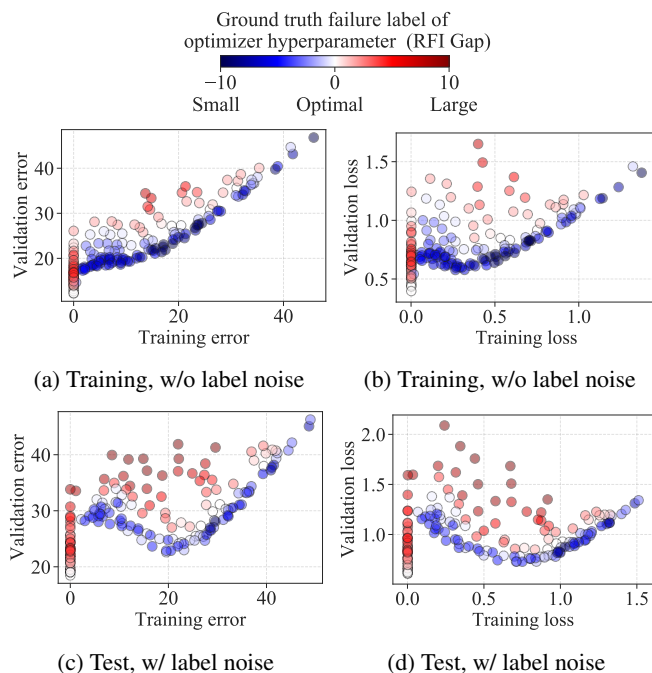 Ground truth failure label of
optimizer hyperparameter (RFI Gap)
−10 0 10
Small Optimal Large
Validation error
40
30
20
0 20 40
Training error
Validation loss
1.5
1.0
0.5
0.0 0.5 1.0
Training loss
(a) Training, w/o label noise
(b) Training, w/o label noise
Validation error
40
30
20
0 20 40
Training error
Validation loss
2.0
1.5
1.0
0.0 0.5 1.0 1.5
Training loss
(c) Test, w/ label noise
(d) Test, w/ label noise